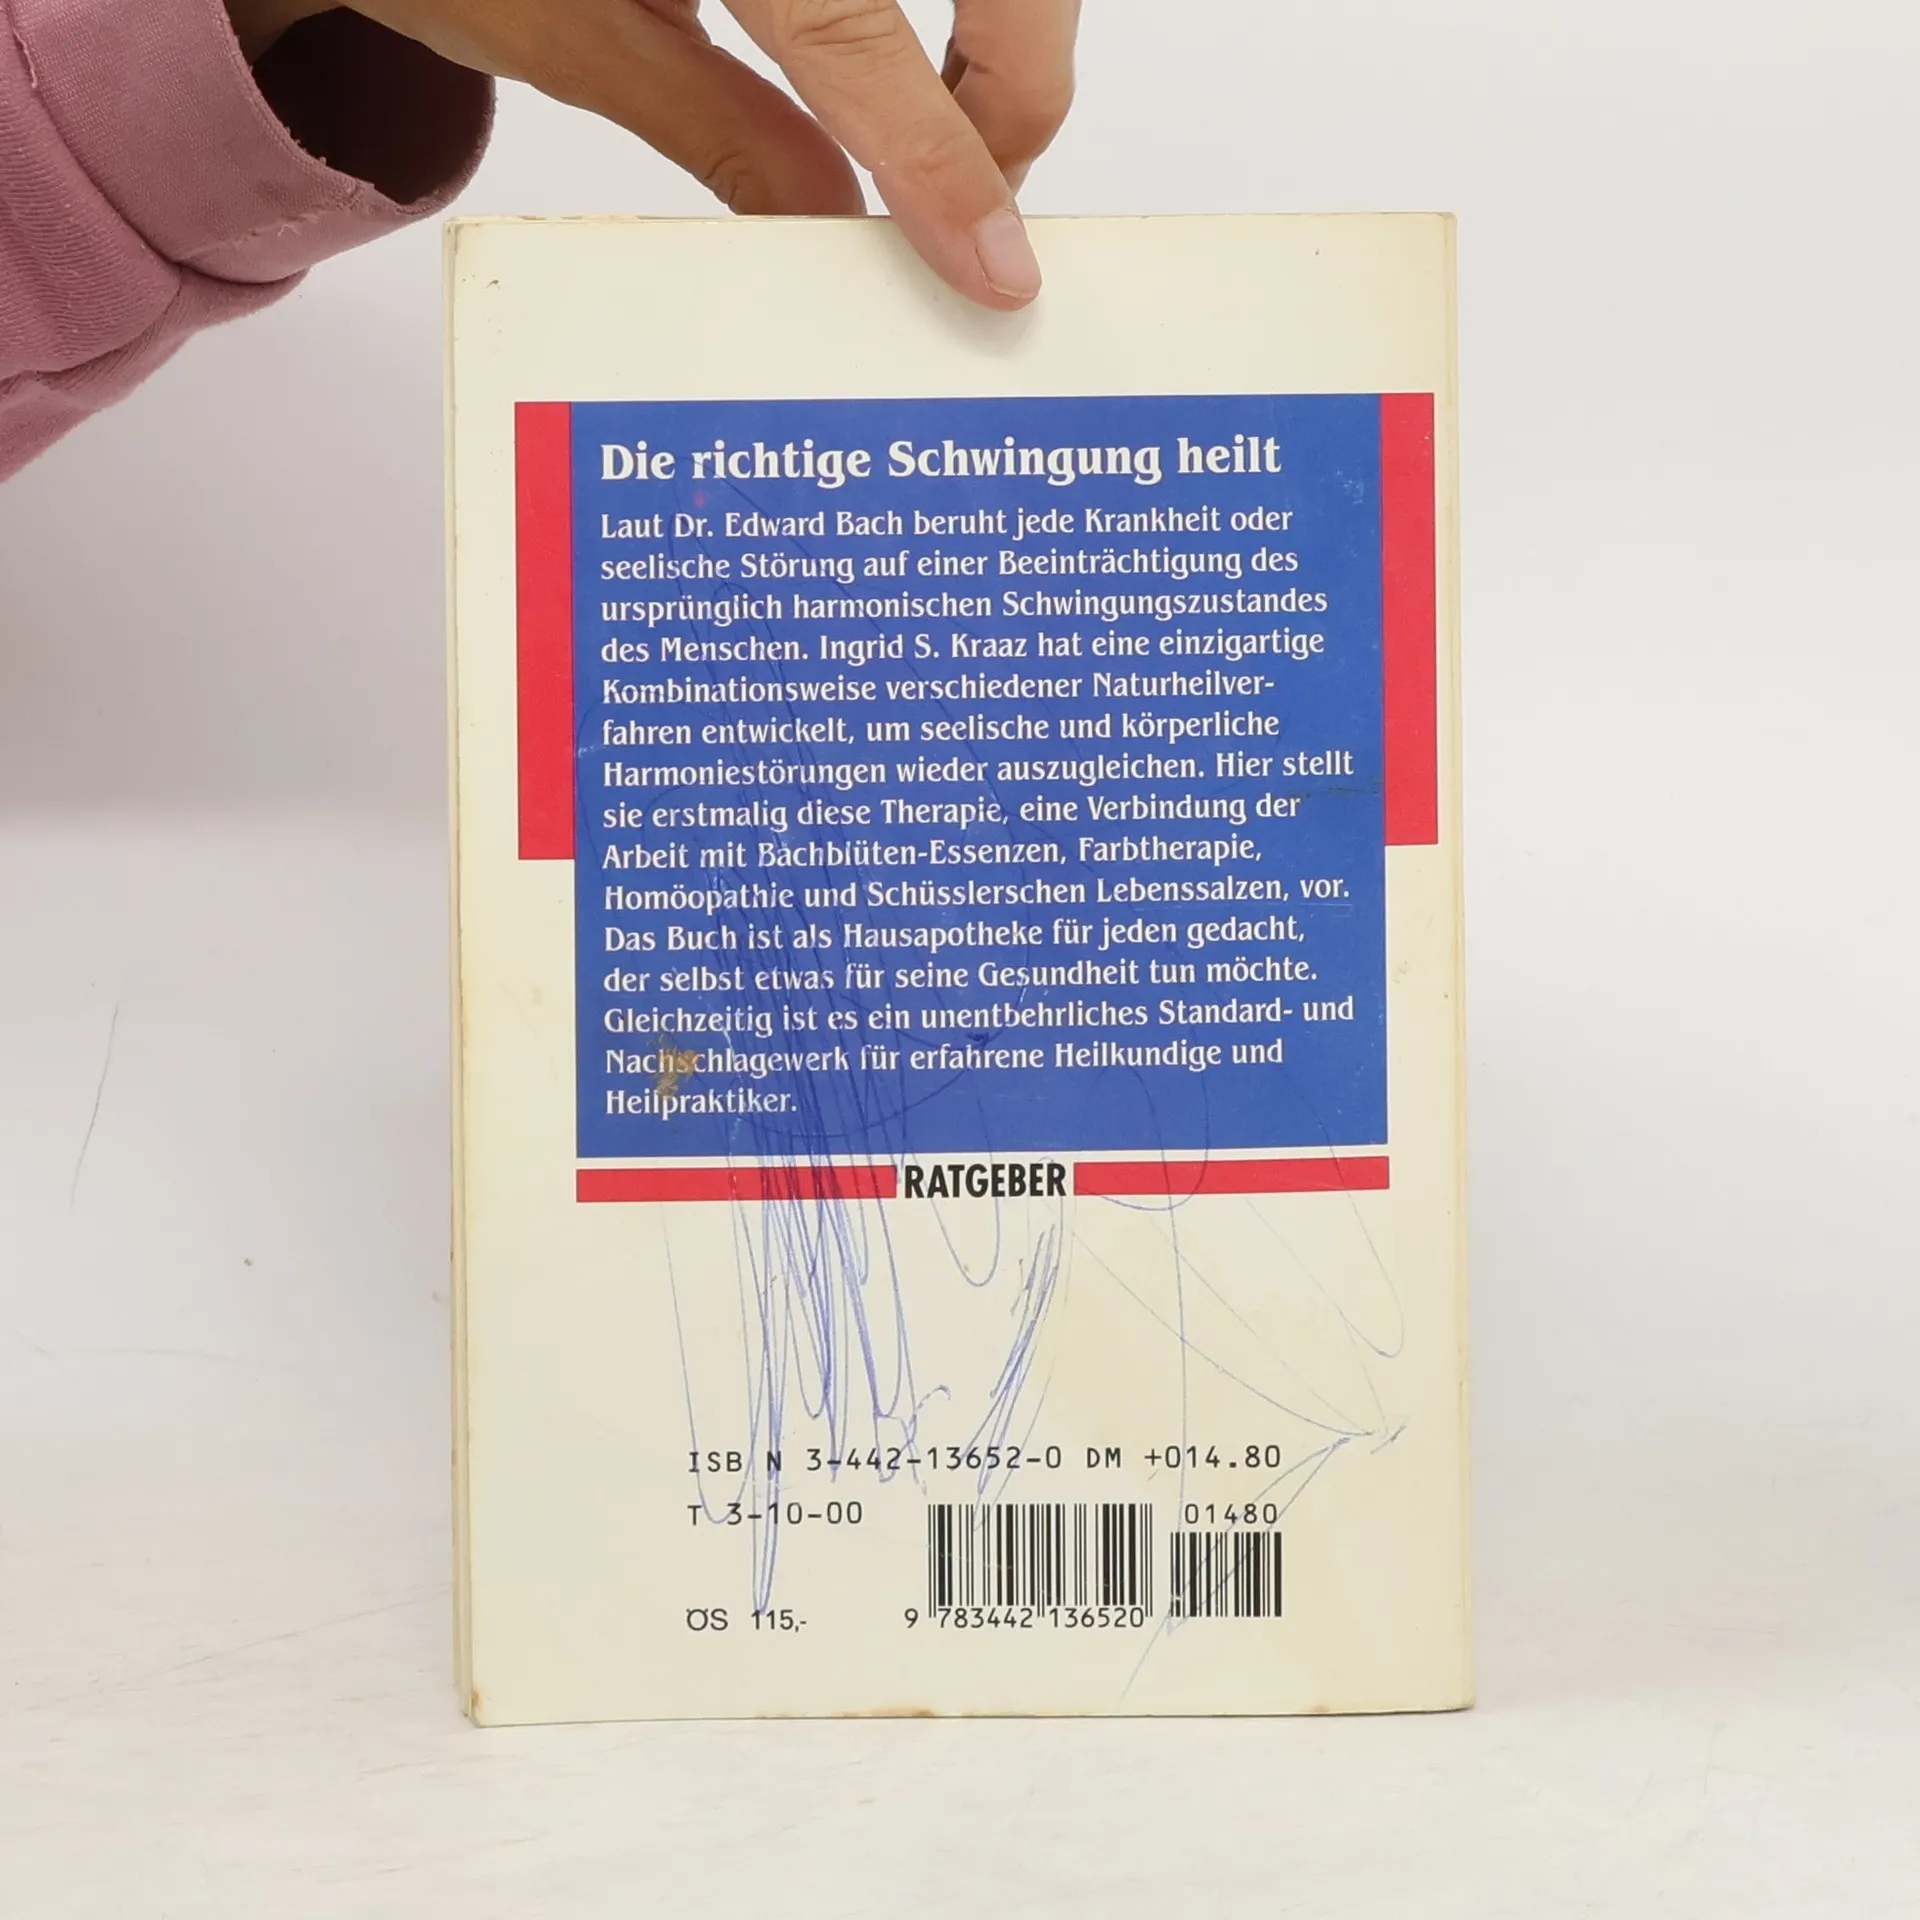 Die richtige Schwingung heilt
Laut Dr. Edward Bach beruht jede Krankheit oder
seelische Störung auf einer Beeinträchtigung des
ursprünglich harmonischen Schwingungszustandes
des Menschen. Ingrid S. Kraaz hat eine einzigartige
Kombinationsweise verschiedener Naturheilver-
fahren entwickelt, um seelische und körperliche
Harmoniestörungen wieder auszugleichen. Hier stellt
sie erstmalig diese Therapie, eine Verbindung der
Arbeit mit Bachblüten-Essenzen, Farbtherapie,
Homöopathie und Schüsslerschen Lebenssalzen, vor.
Das Buch ist als Hausapotheke für jeden gedacht,
der selbst etwas für seine Gesundheit tun möchte.
Gleichzeitig ist es ein unentbehrliches Standard- und
Nachschlagewerk für erfahrene Heilkundige und
Heilpraktiker.
RATGEBER
ISBN 3-442-13652-0 DM +014.80
T 3-10-00
01480
ÖS 115,-
9 783442 136520